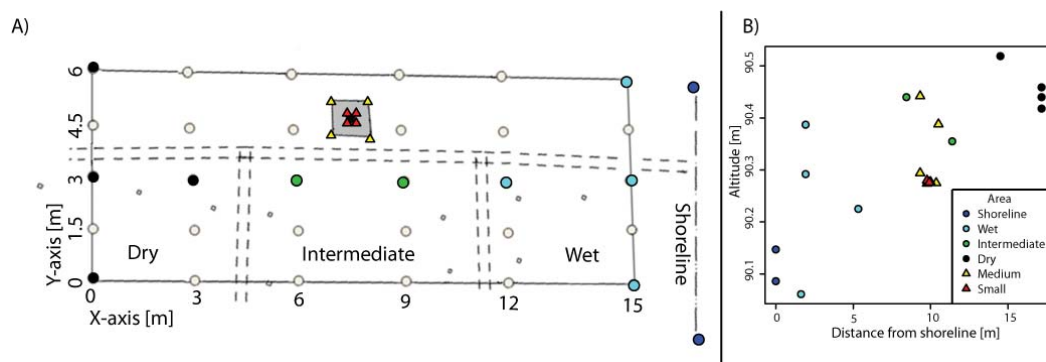 A)
6
4.5
3
1.5
0
Y-axis [m]
Dry
Intermediate
Wet
Shoreline
0
3
6
9
12
15
X-axis [m]
B)
90.5
90.4
90.3
90.2
90.1
Altitude [m]
Area
Shoreline
Wet
Intermediate
Dry
Medium
Small
0
5
10
15
Distance from shoreline [m]